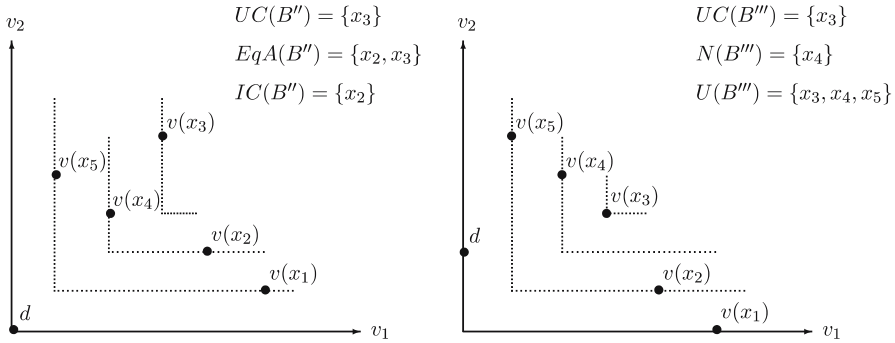 v₂
UC(B″) = {x₃}
EqA(B″) = {x₂, x₃}
IC(B″) = {x₂}
v(x₃)
v(x₅)
v(x₄)
v(x₂)
v(x₁)
d
v₁
v₂
UC(B‴) = {x₃}
N(B‴) = {x₄}
U(B‴) = {x₃, x₄, x₅}
v(x₅)
v(x₄)
v(x₃)
d
v(x₂)
v(x₁)
v₁